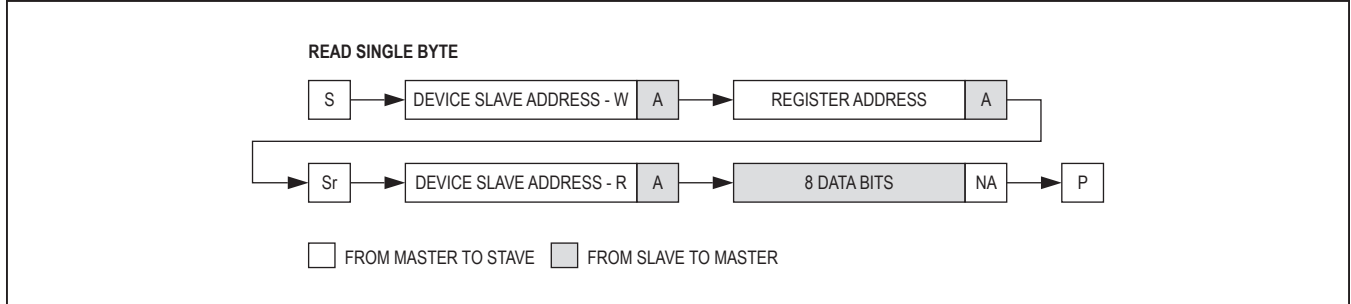 READ SINGLE BYTE
S DEVICE SLAVE ADDRESS - W A REGISTER ADDRESS A
Sr DEVICE SLAVE ADDRESS - R A 8 DATA BITS NA P
FROM MASTER TO STAVE FROM SLAVE TO MASTER